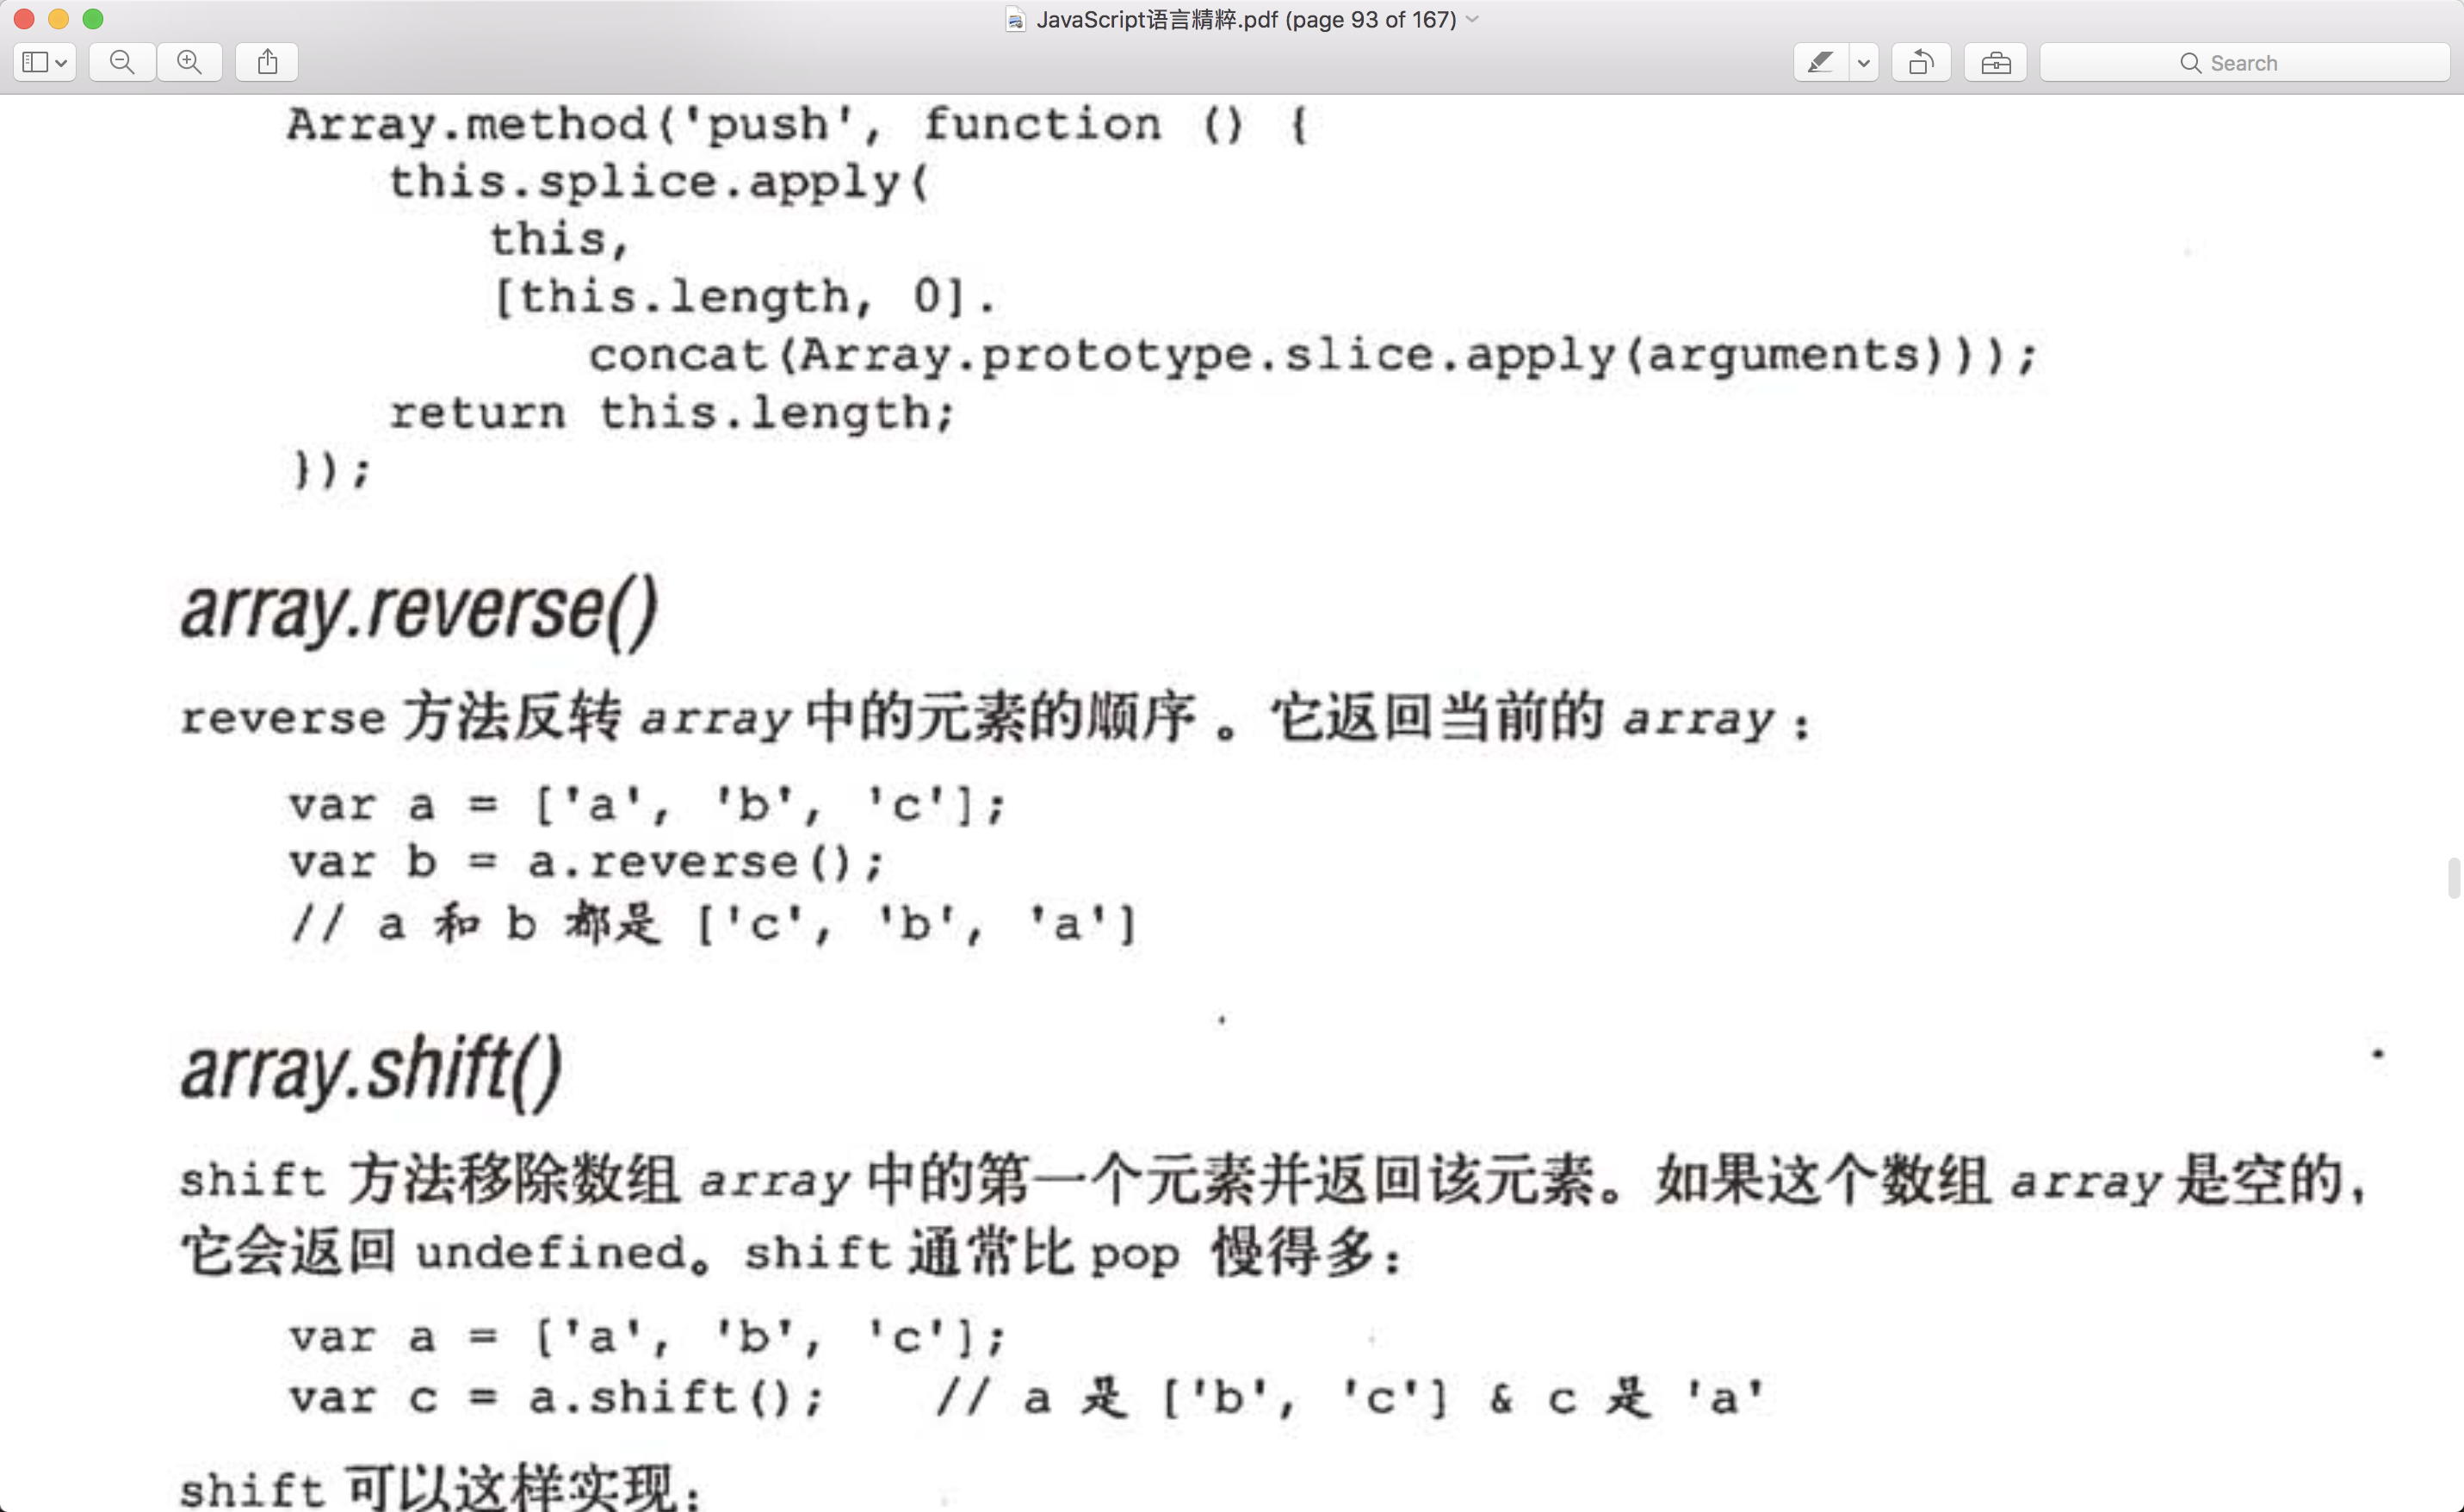 JavaScript语言精粹.pdf (page 93 of 167)
Search
Array.method('push', function () {
this.splice.apply(
this,
[this.length, 0].
concat(Array.prototype.slice.apply(arguments)));
return this.length;
});
array.reverse()
reverse 方法反转 array 中的元素的顺序。它返回当前的 array：
var a = ['a', 'b', 'c'];
var b = a.reverse();
// a 和 b 都是 ['c', 'b', 'a']
array.shift()
shift 方法移除数组 array 中的第一个元素并返回该元素。如果这个数组 array 是空的，
它会返回 undefined。shift 通常比 pop 慢得多：
var a = ['a', 'b', 'c'];
var c = a.shift();    // a 是 ['b', 'c'] & c 是 'a'
shift 可以这样实现：